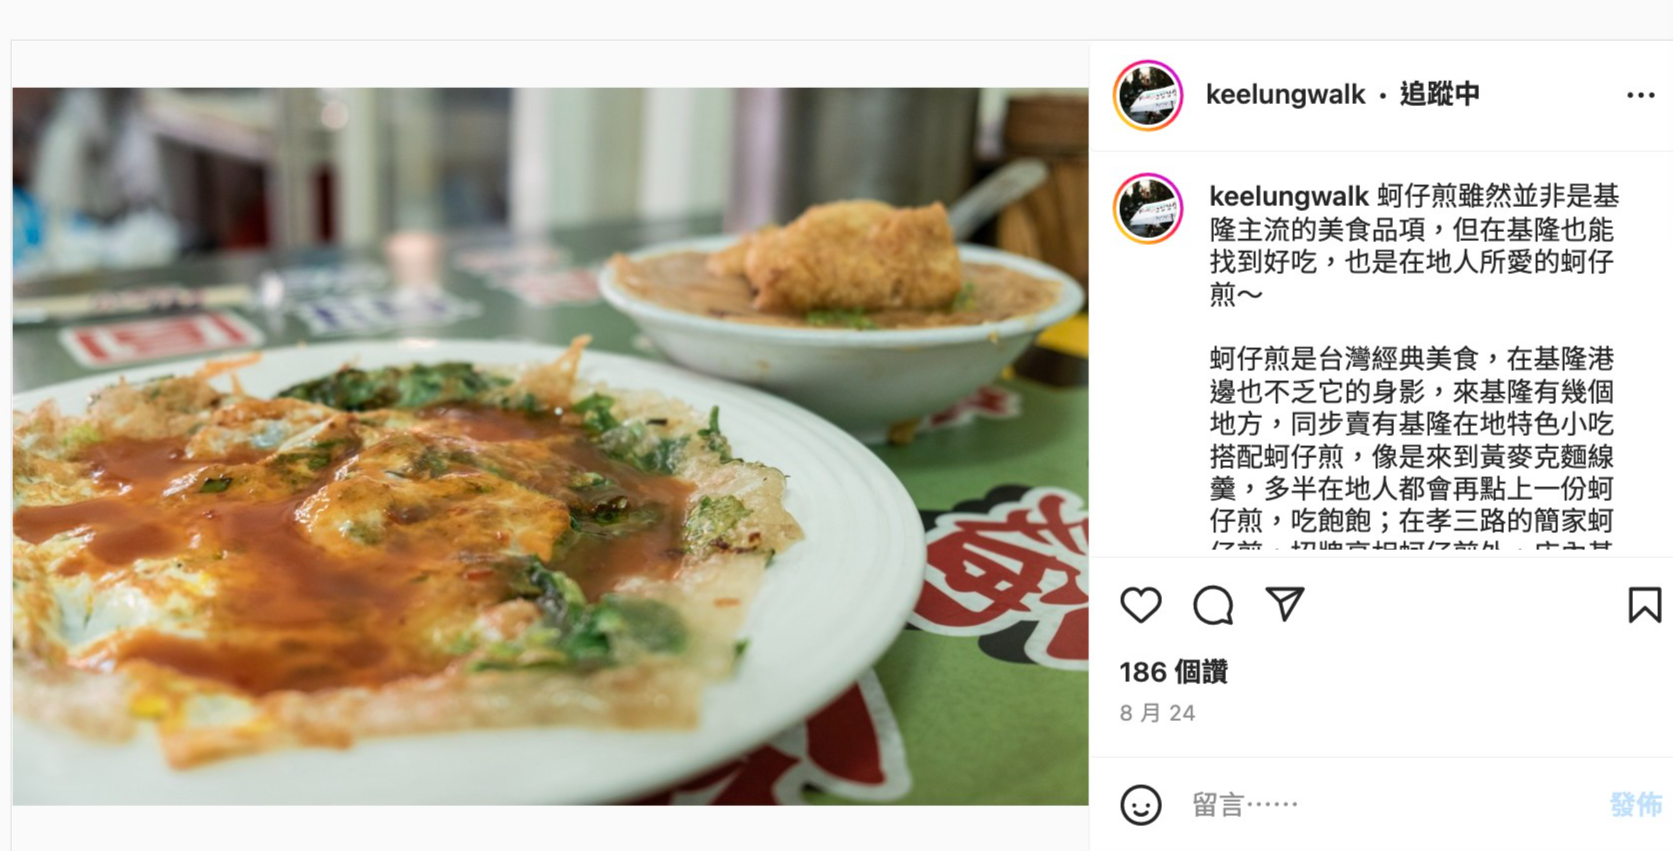 keelungwalk • 追蹤中
keelungwalk 蚵仔煎雖然並非是基
隆主流的美食品項，但在基隆也能
找到好吃，也是在地人所愛的蚵仔
煎～
蚵仔煎是台灣經典美食，在基隆港
邊也不乏它的身影，來基隆有幾個
地方，同步賣有基隆在地特色小吃
搭配蚵仔煎，像是來到黃麥克麵線
羹，多半在地人都會再點上一份蚵
仔煎，吃飽飽；在孝三路的簡家蚵
186 個讚
8 月 24
留言⋯⋯
發佈